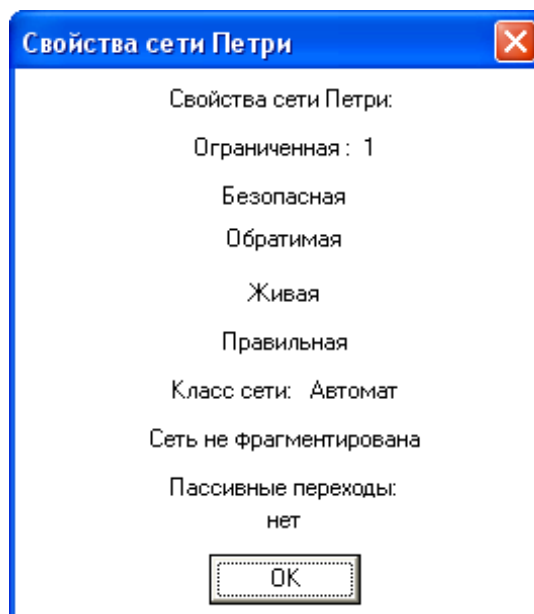 Свойства сети Петри
Свойства сети Петри:
Ограниченная : 1
Безопасная
Обратимая
Живая
Правильная
Класс сети: Автомат
Сеть не фрагментирована
Пассивные переходы:
нет
OK